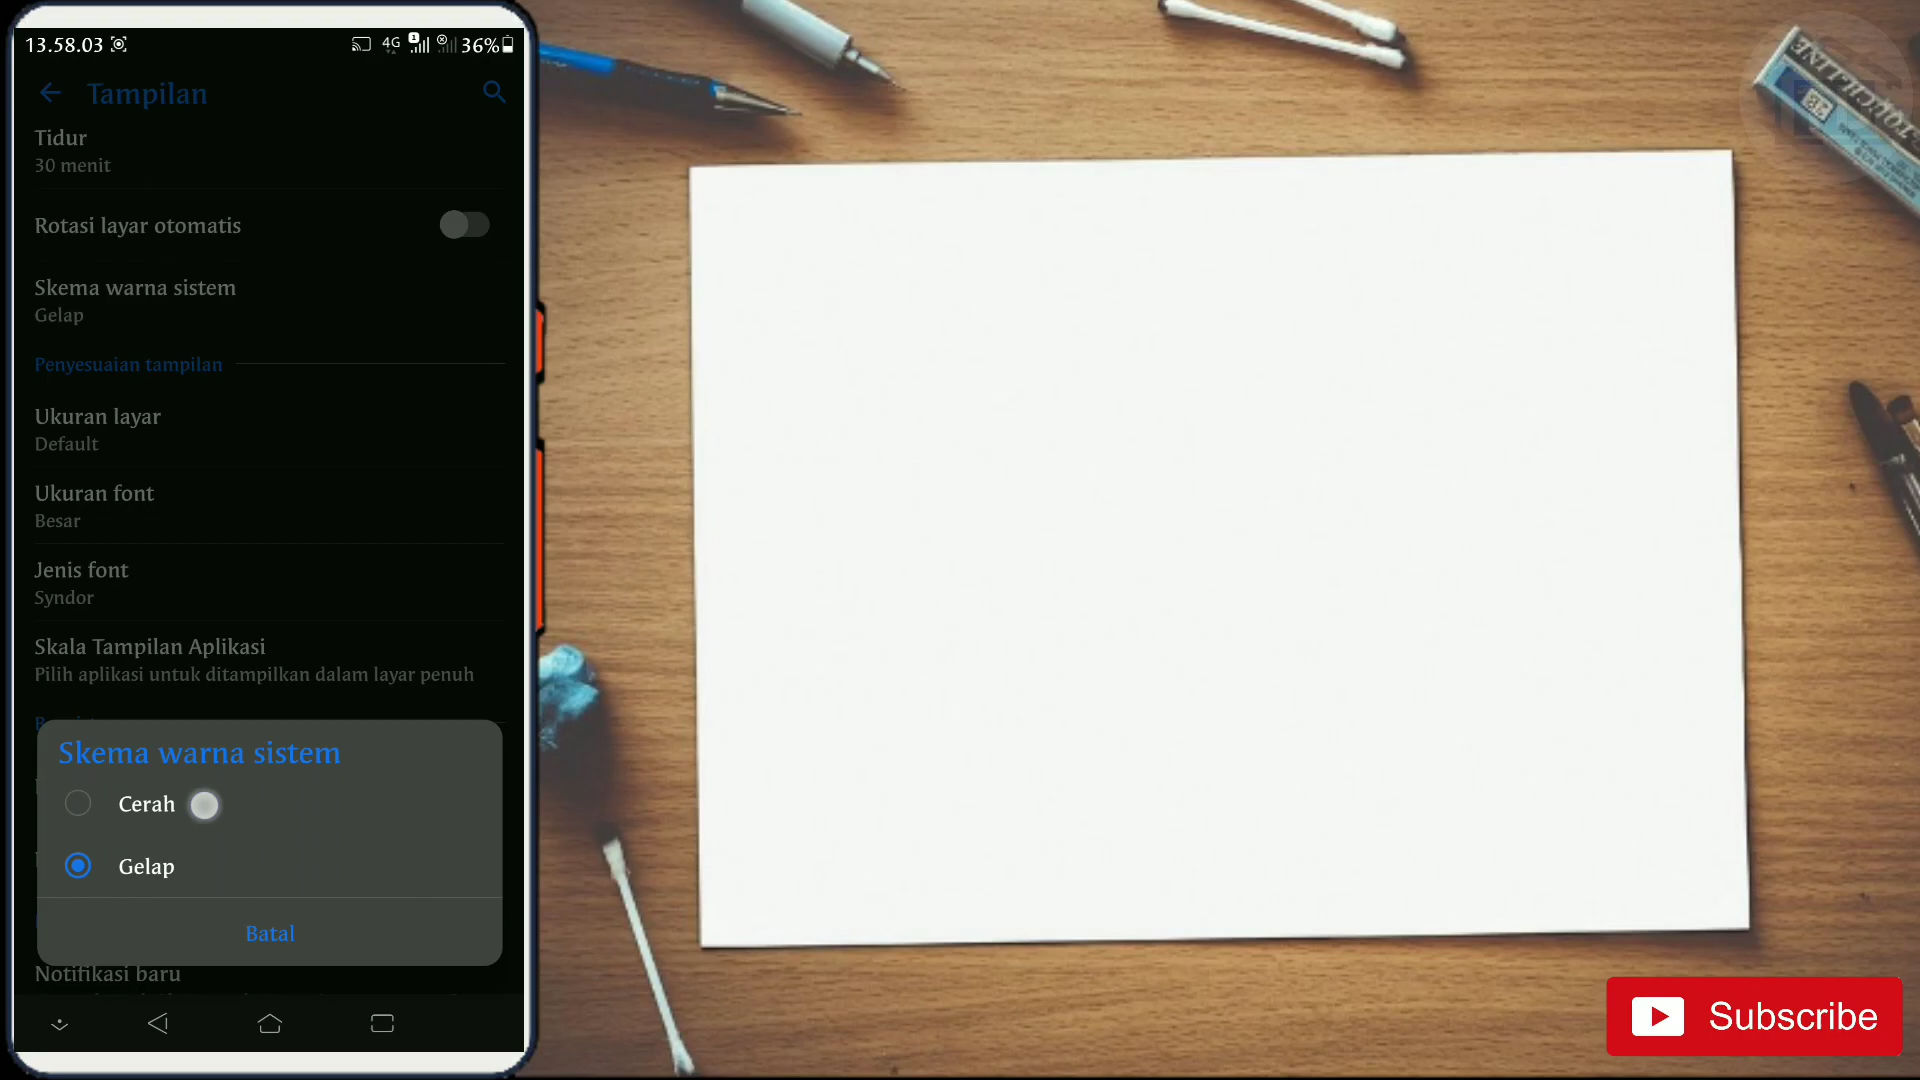 13.58.03
4G 1 36%
Tampilan
Tidur
30 menit
Rotasi layar otomatis
Skema warna sistem
Gelap
Penyesuaian tampilan
Ukuran layar
Default
Ukuran font
Besar
Jenis font
Syndor
Skala Tampilan Aplikasi
Pilih aplikasi untuk ditampilkan dalam layar penuh
Skema warna sistem
Cerah
Gelap
Batal
Notifikasi baru
Subscribe